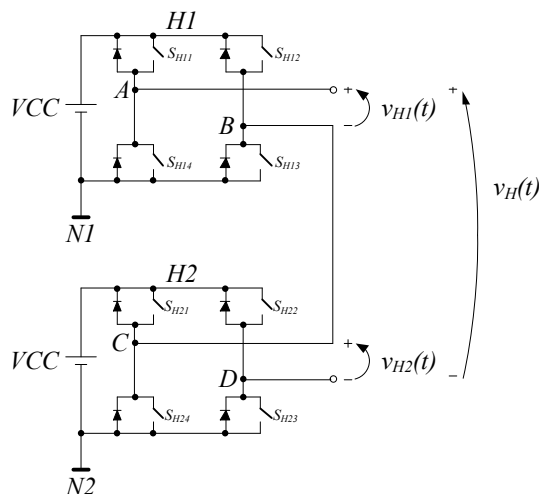 H1
S_H11 S_H12
A
+ +
VCC
B
v_H1(t)
−
S_H14 S_H13
N1
v_H(t)
H2
S_H21 S_H22
C
+
VCC
D
v_H2(t)
− −
S_H24 S_H23
N2